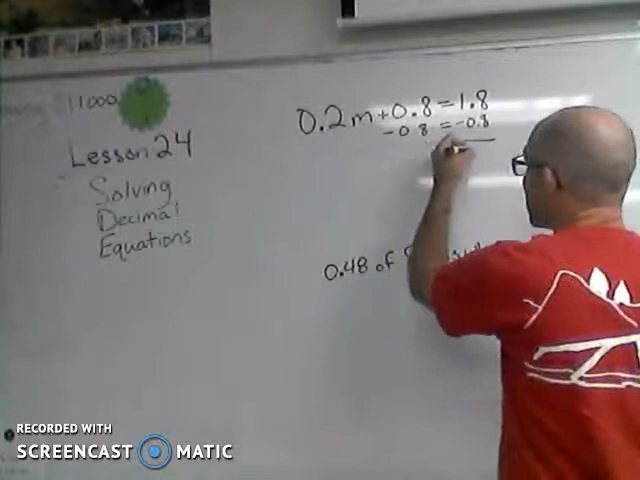 11000
Lesson 24
Solving
Decimal
Equations
0.2m+0.8=1.8
-0.8 =-0.8
0.48 of
RECORDED WITH
SCREENCAST MATIC